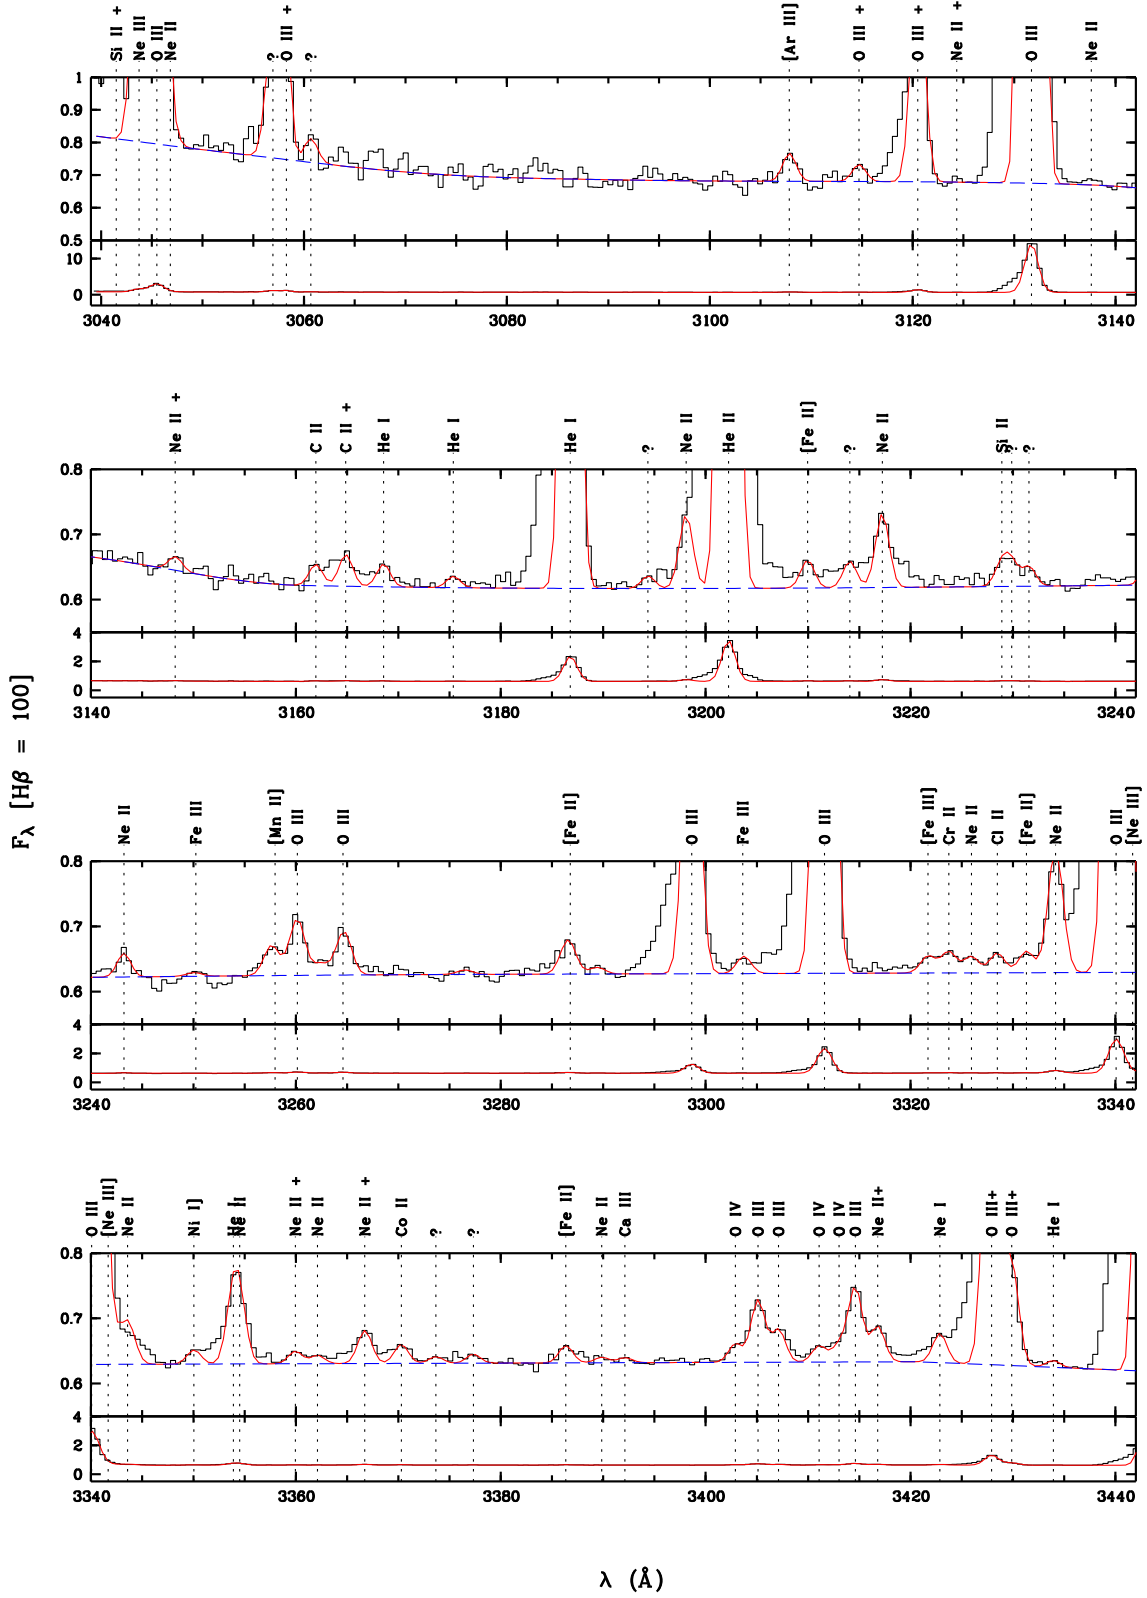 Si II +
Ne III
O III
Ne II
?
O III +
?
[Ar III]
O III +
O III +
Ne II +
O III
Ne II
1
0.9
0.8
0.7
0.6
0.5
10
0
3040
3060
3080
3100
3120
3140
Ne II +
C II
C II +
He I
He I
He I
?
Ne II
He II
[Fe II]
?
Ne II
Si II
?
?
0.8
0.7
0.6
4
2
0
3140
3160
3180
3200
3220
3240
Fλ [Hβ = 100]
Ne II
Fe III
[Mn II]
O III
O III
[Fe II]
O III
Fe III
O III
[Fe III]
Cr II
Ne II
Cl II
[Fe II]
Ne II
O III
[Ne III]
0.8
0.7
0.6
4
2
0
3240
3260
3280
3300
3320
3340
O III
[Ne III]
Ne II
Ni I]
Ne II
Ne II +
Ne II
Ne II +
Co II
?
?
[Fe II]
Ne II
Ca III
O IV
O III
O III
O IV
O IV
O III
Ne II+
Ne I
O III+
O III+
He I
0.8
0.7
0.6
4
2
0
3340
3360
3380
3400
3420
3440
λ (Å)